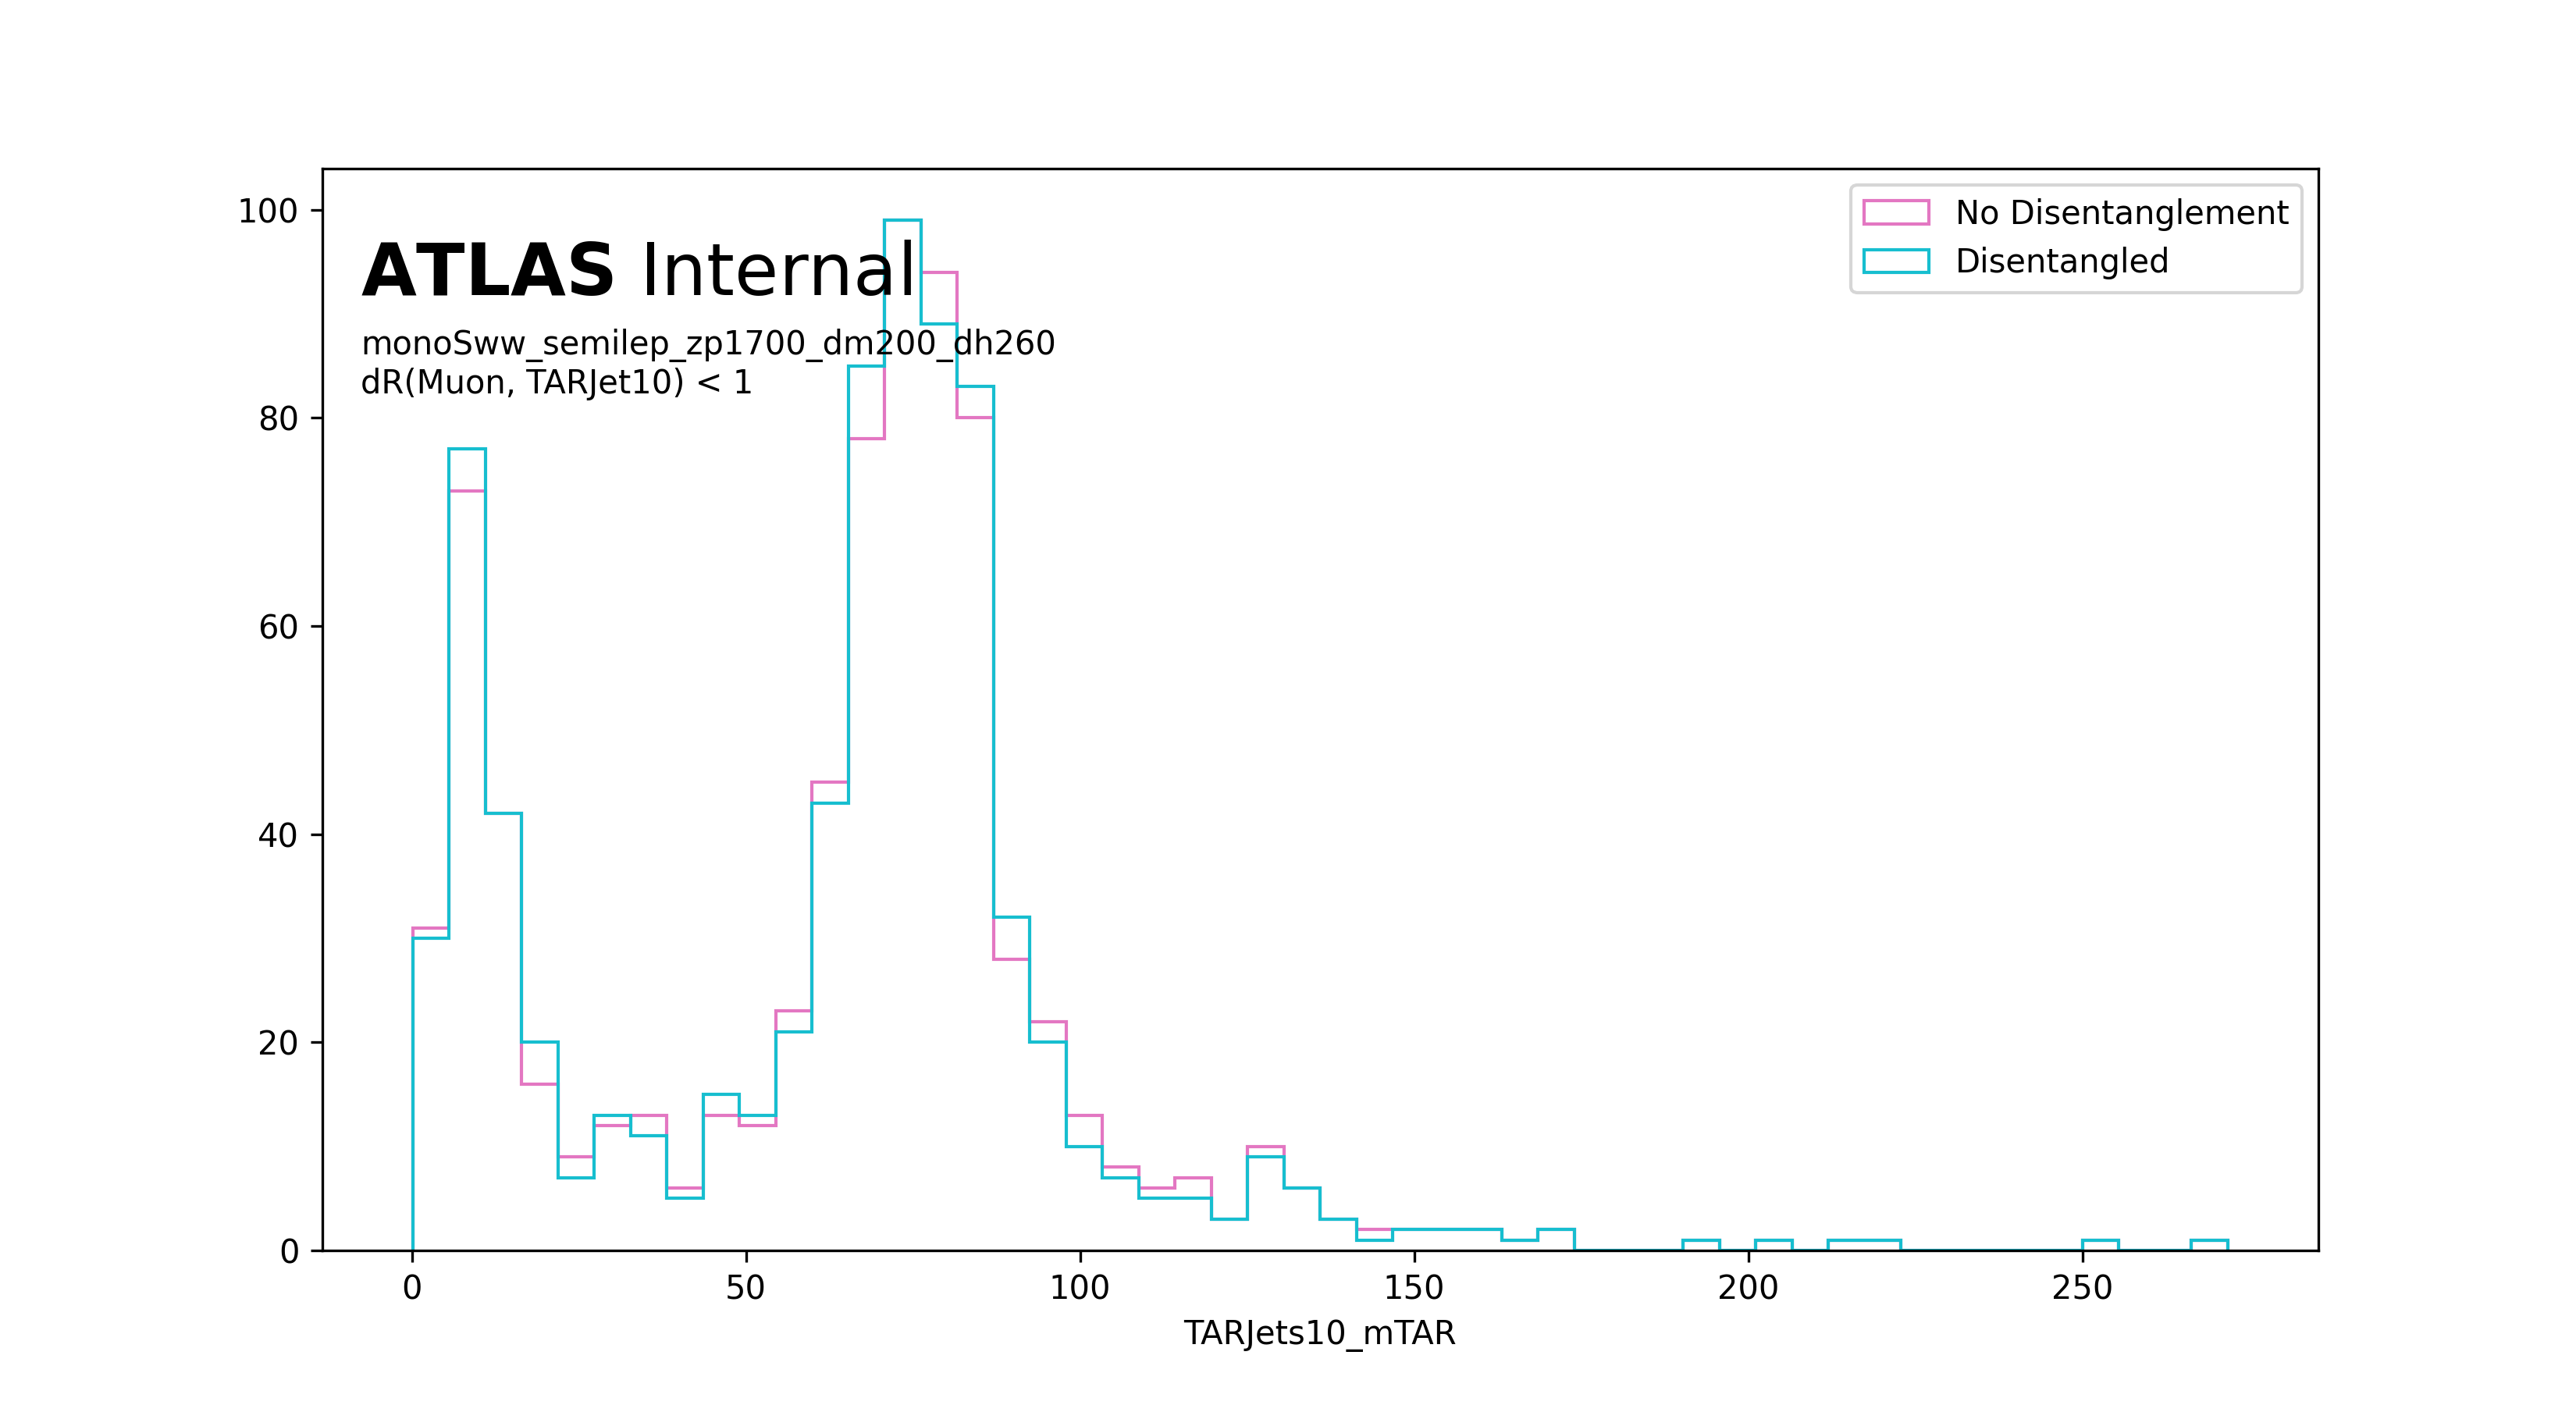 ATLAS Internal
monoSww_semilep_zp1700_dm200_dh260
dR(Muon, TARJet10) < 1
No Disentanglement
Disentangled
100
80
60
40
20
0
0 50 100 150 200 250
TARJets10_mTAR